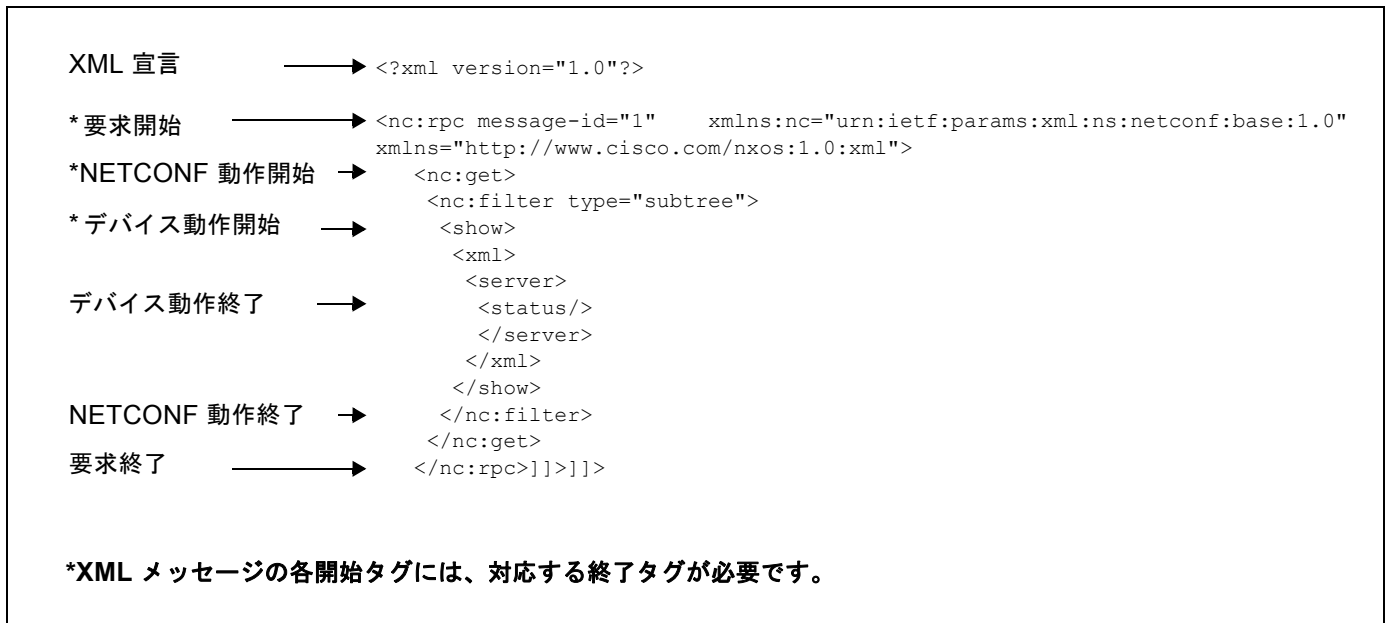 XML 宣言 <?xml version="1.0"?>
*要求開始 <nc:rpc message-id="1"    xmlns:nc="urn:ietf:params:xml:ns:netconf:base:1.0"
xmlns="http://www.cisco.com/nxos:1.0:xml">
*NETCONF 動作開始 <nc:get>
<nc:filter type="subtree">
*デバイス動作開始 <show>
<xml>
<server>
デバイス動作終了 <status/>
</server>
</xml>
</show>
NETCONF 動作終了 </nc:filter>
</nc:get>
要求終了 </nc:rpc>]]>]]>
*XML メッセージの各開始タグには、対応する終了タグが必要です。